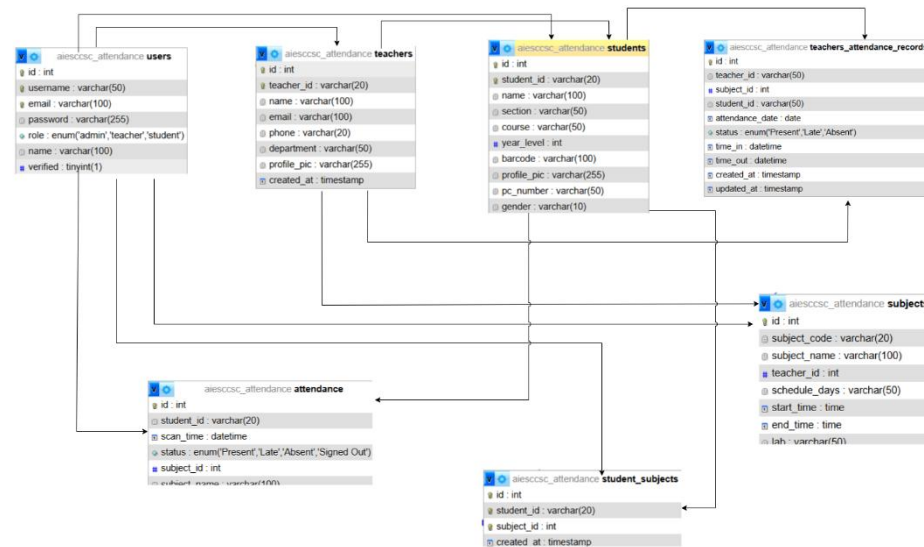 aiesccsc_attendance users
id : int
username : varchar(50)
email : varchar(100)
password : varchar(255)
role : enum('admin','teacher','student')
name : varchar(100)
verified : tinyint(1)
aiesccsc_attendance teachers
id : int
teacher_id : varchar(20)
name : varchar(100)
email : varchar(100)
phone : varchar(20)
department : varchar(50)
profile_pic : varchar(255)
created_at : timestamp
aiesccsc_attendance students
id : int
student_id : varchar(20)
name : varchar(100)
section : varchar(50)
course : varchar(50)
year_level : int
barcode : varchar(100)
profile_pic : varchar(255)
pc_number : varchar(50)
gender : varchar(10)
aiesccsc_attendance teachers_attendance_record
id : int
teacher_id : varchar(50)
subject_id : int
student_id : varchar(50)
attendance_date : date
status : enum('Present','Late','Absent')
time_in : datetime
time_out : datetime
created_at : timestamp
updated_at : timestamp
aiesccsc_attendance subjects
id : int
subject_code : varchar(20)
subject_name : varchar(100)
teacher_id : int
schedule_days : varchar(50)
start_time : time
end_time : time
lab : varchar(50)
aiesccsc_attendance attendance
id : int
student_id : varchar(20)
scan_time : datetime
status : enum('Present','Late','Absent','Signed Out')
subject_id : int
subject_name : varchar(100)
aiesccsc_attendance student_subjects
id : int
student_id : varchar(20)
subject_id : int
created_at : timestamp